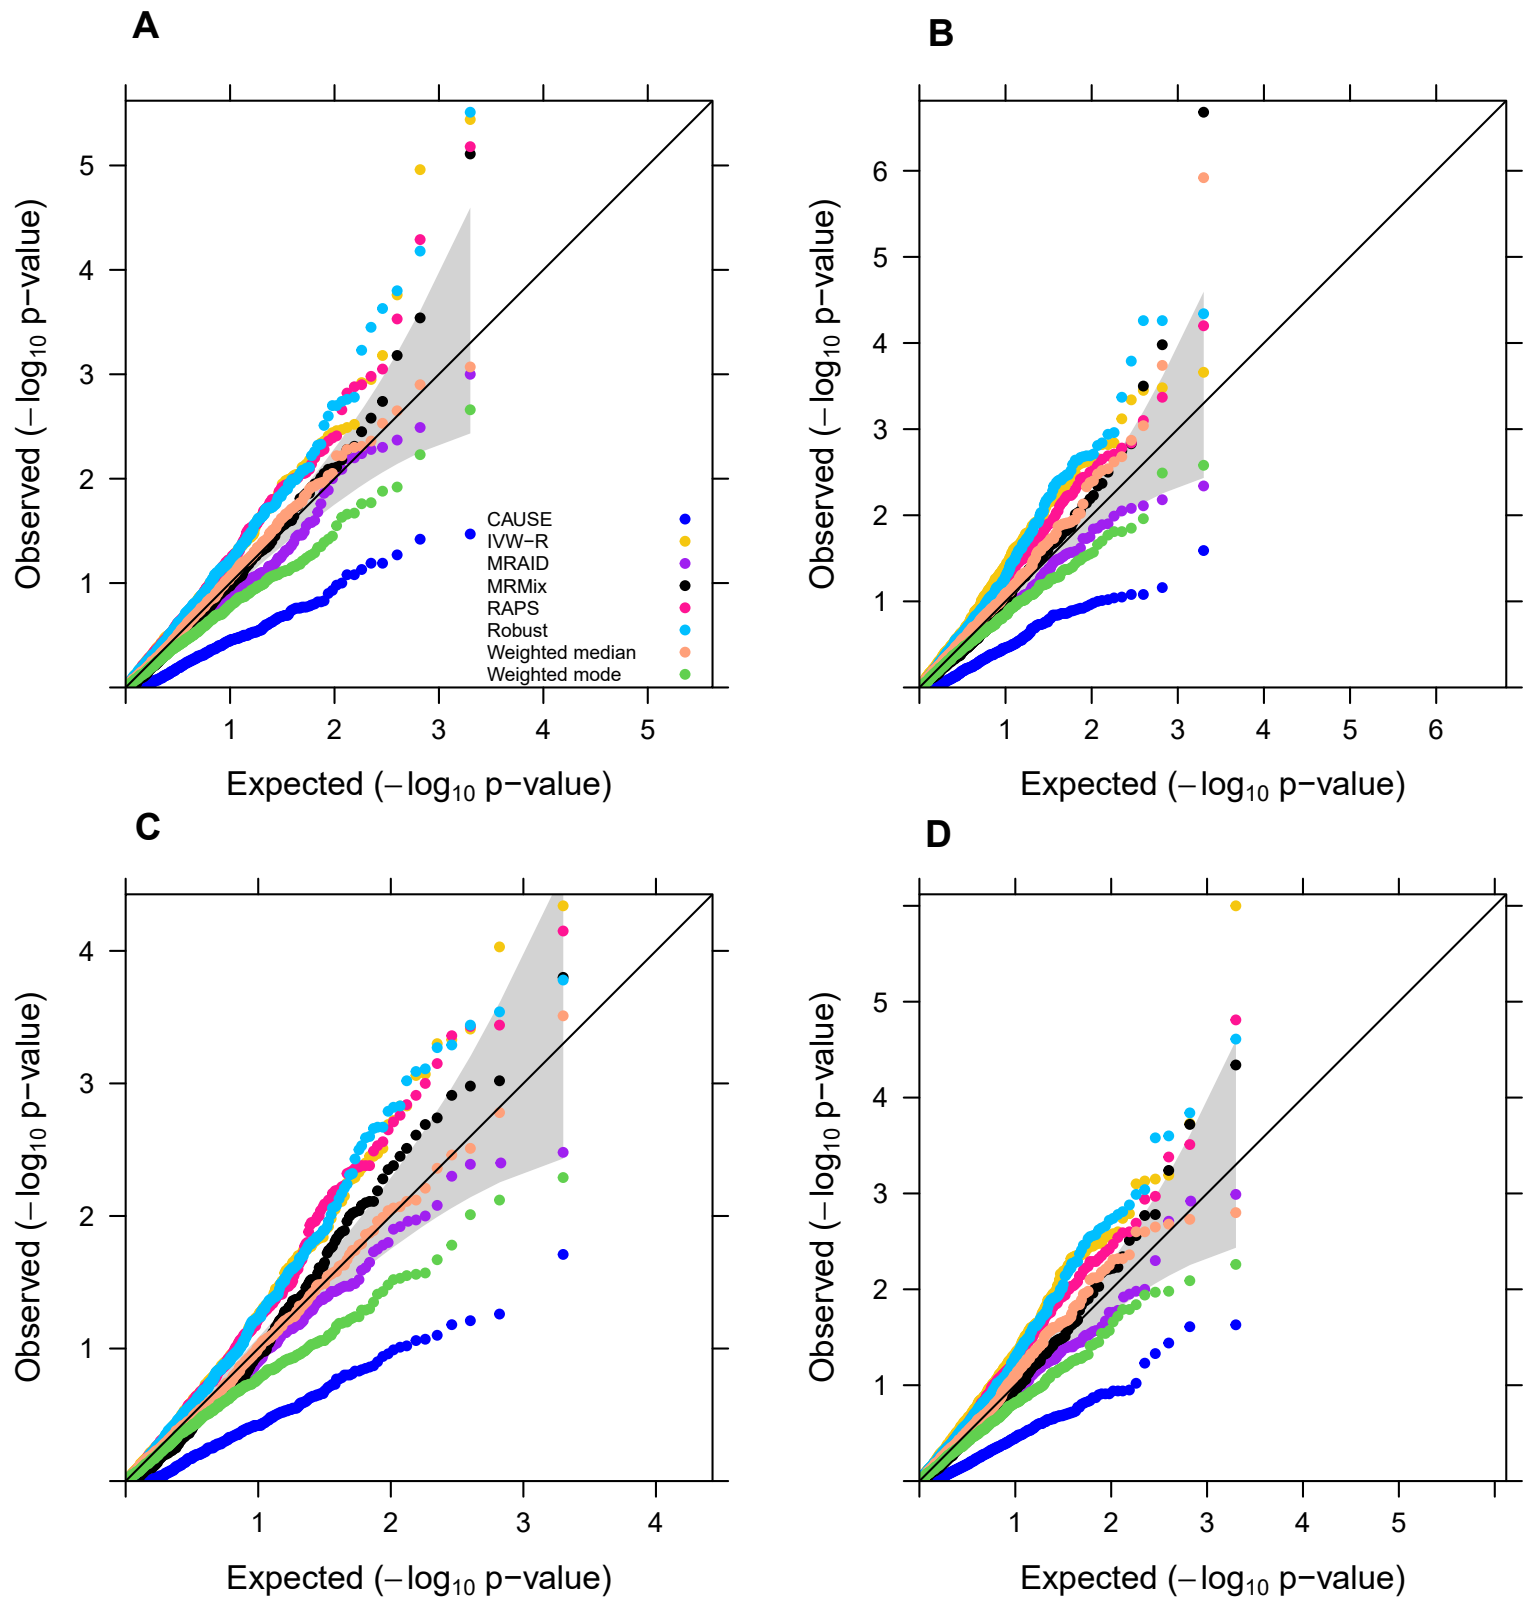 A
Observed (−log10 p−value)
5
4
3
2
1
CAUSE
IVW−R
MRAID
MRMix
RAPS
Robust
Weighted median
Weighted mode
1 2 3 4 5
Expected (−log10 p−value)
B
Observed (−log10 p−value)
6
5
4
3
2
1
1 2 3 4 5 6
Expected (−log10 p−value)
C
Observed (−log10 p−value)
4
3
2
1
1 2 3 4
Expected (−log10 p−value)
D
Observed (−log10 p−value)
5
4
3
2
1
1 2 3 4 5
Expected (−log10 p−value)